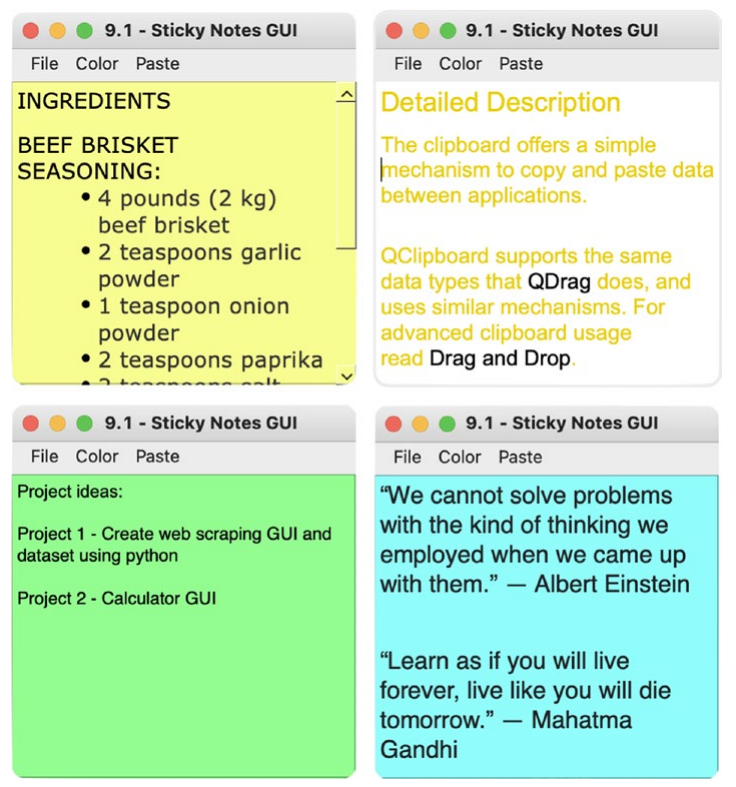 9.1 - Sticky Notes GUI
File Color Paste
INGREDIENTS
BEEF BRISKET
SEASONING:
• 4 pounds (2 kg)
beef brisket
• 2 teaspoons garlic
powder
• 1 teaspoon onion
powder
• 2 teaspoons paprika
• 2 teaspoons salt
9.1 - Sticky Notes GUI
File Color Paste
Detailed Description
The clipboard offers a simple
mechanism to copy and paste data
between applications.
QClipboard supports the same
data types that QDrag does, and
uses similar mechanisms. For
advanced clipboard usage
read Drag and Drop.
9.1 - Sticky Notes GUI
File Color Paste
Project ideas:
Project 1 - Create web scraping GUI and
dataset using python
Project 2 - Calculator GUI
9.1 - Sticky Notes GUI
File Color Paste
“We cannot solve problems
with the kind of thinking we
employed when we came up
with them.” — Albert Einstein
“Learn as if you will live
forever, live like you will die
tomorrow.” — Mahatma
Gandhi